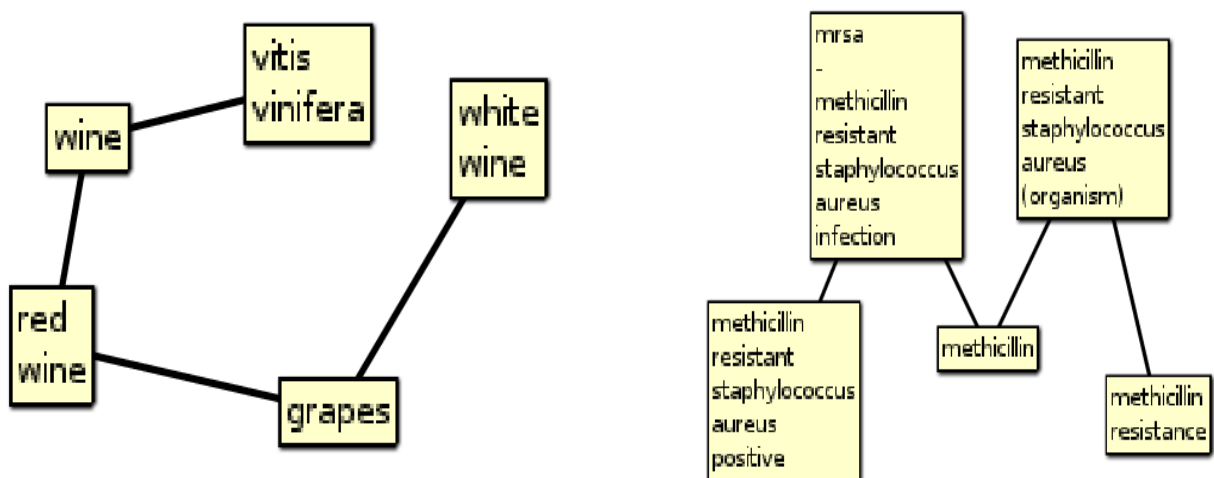 vitis
vinifera
wine
white
wine
red
wine
grapes
mrsa
-
methicillin
resistant
staphylococcus
aureus
infection
methicillin
resistant
staphylococcus
aureus
(organism)
methicillin
resistant
staphylococcus
aureus
positive
methicillin
methicillin
resistance